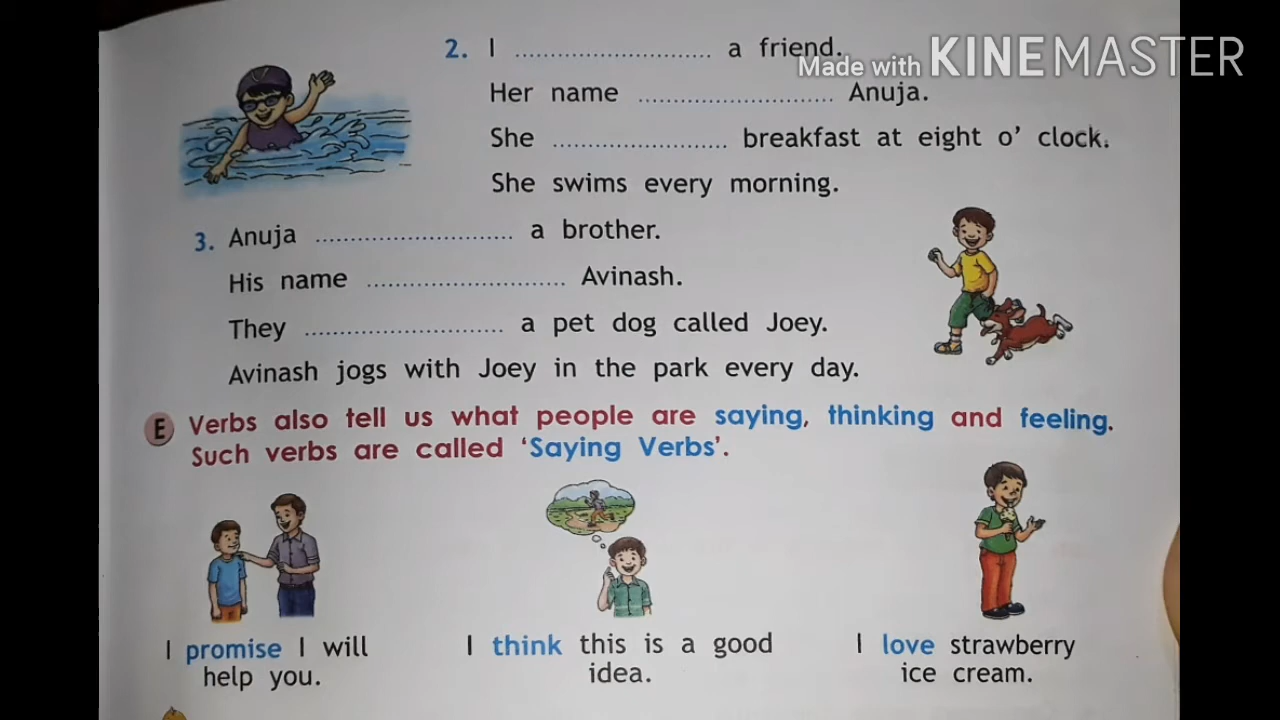 2. I .............................. a friend.
Made with KINEMASTER
Her name .............................. Anuja.
She .............................. breakfast at eight o' clock.
She swims every morning.
3. Anuja .............................. a brother.
His name .............................. Avinash.
They .............................. a pet dog called Joey.
Avinash jogs with Joey in the park every day.
E Verbs also tell us what people are saying, thinking and feeling.
Such verbs are called ‘Saying Verbs’.
I promise I will
help you.
I think this is a good
idea.
I love strawberry
ice cream.